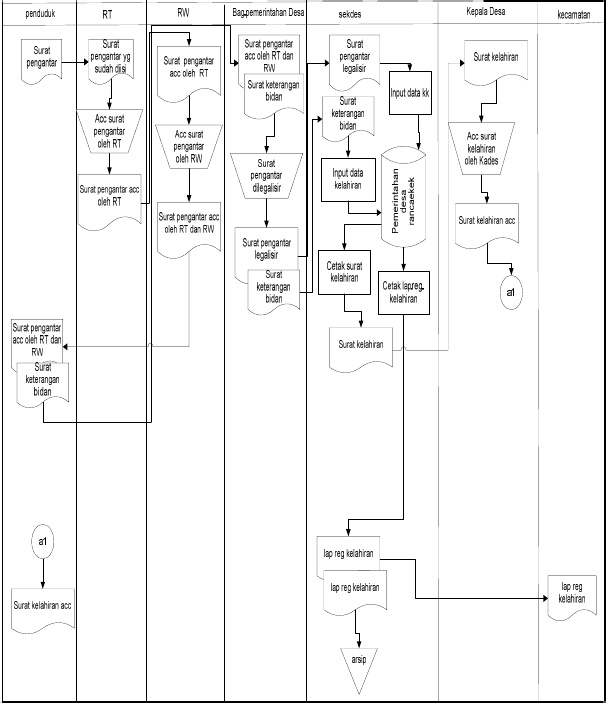 penduduk
RT
RW
Bag.pemerintahan Desa
sekdes
Kepala Desa
kecamatan
Surat
pengantar
Surat
pengantar yg
sudah diisi
Acc surat
pengantar
oleh RT
Surat pengantar acc
oleh RT
Surat pengantar
acc oleh RT dan
RW
Surat
keterangan
bidan
a1
Surat kelahiran acc
Surat pengantar
acc oleh RT
Acc surat
pengantar
oleh RW
Surat pengantar acc
oleh RT dan RW
Surat pengantar
acc oleh RT dan
RW
Surat keterangan
bidan
Surat
pengantar
dilegalisir
Surat pengantar
legalisir
Surat
keterangan
bidan
Surat
pengantar
legalisir
Input data kk
Surat
keterangan
bidan
Input data
kelahiran
Pemerintahan
desa
rancaekek
Cetak surat
kelahiran
Cetak lap.reg.
kelahiran
Surat kelahiran
lap reg kelahiran
lap reg kelahiran
arsip
Surat kelahiran
Acc surat
kelahiran
oleh Kades
Surat kelahiran acc
a1
lap reg
kelahiran